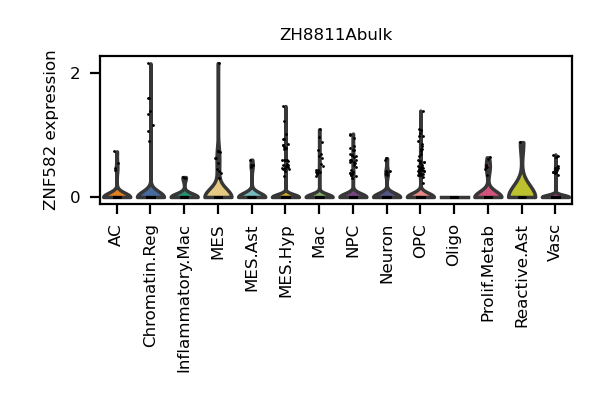 ZH8811Abulk
ZNF582 expression
2
0
AC
Chromatin.Reg
Inflammatory.Mac
MES
MES.Ast
MES.Hyp
Mac
NPC
Neuron
OPC
Oligo
Prolif.Metab
Reactive.Ast
Vasc